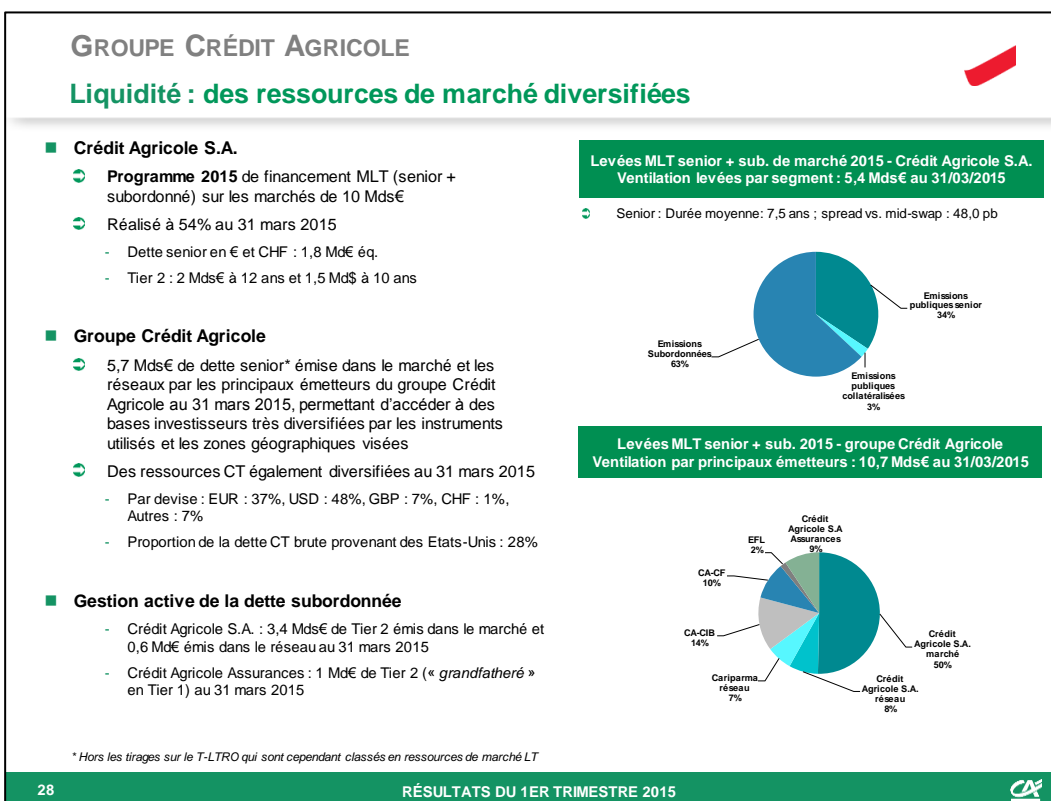 GROUPE CRÉDIT AGRICOLE
Liquidité : des ressources de marché diversifiées
Crédit Agricole S.A.
Programme 2015 de financement MLT (senior +
subordonné) sur les marchés de 10 Mds€
Réalisé à 54% au 31 mars 2015
- Dette senior en € et CHF : 1,8 Md€ éq.
- Tier 2 : 2 Mds€ à 12 ans et 1,5 Md$ à 10 ans
Groupe Crédit Agricole
5,7 Mds€ de dette senior* émise dans le marché et les
réseaux par les principaux émetteurs du groupe Crédit
Agricole au 31 mars 2015, permettant d'accéder à des
bases investisseurs très diversifiées par les instruments
utilisés et les zones géographiques visées
Des ressources CT également diversifiées au 31 mars 2015
- Par devise : EUR : 37%, USD : 48%, GBP : 7%, CHF : 1%,
Autres : 7%
- Proportion de la dette CT brute provenant des Etats-Unis : 28%
Gestion active de la dette subordonnée
- Crédit Agricole S.A. : 3,4 Mds€ de Tier 2 émis dans le marché et
0,6 Md€ émis dans le réseau au 31 mars 2015
- Crédit Agricole Assurances : 1 Md€ de Tier 2 (« grandfatheré »
en Tier 1) au 31 mars 2015
Levées MLT senior + sub. de marché 2015 - Crédit Agricole S.A.
Ventilation levées par segment : 5,4 Mds€ au 31/03/2015
Senior : Durée moyenne: 7,5 ans ; spread vs. mid-swap : 48,0 pb
Emissions
publiques senior
34%
Emissions
Subordonnées
63%
Emissions
publiques
collatéralisées
3%
Levées MLT senior + sub. 2015 - groupe Crédit Agricole
Ventilation par principaux émetteurs : 10,7 Mds€ au 31/03/2015
Crédit
Agricole S.A
Assurances
9%
EFL
2%
CA-CF
10%
CA-CIB
14%
Cariparma
réseau
7%
Crédit
Agricole S.A.
réseau
8%
Crédit
Agricole S.A.
marché
50%
* Hors les tirages sur le T-LTRO qui sont cependant classés en ressources de marché LT
28
RÉSULTATS DU 1ER TRIMESTRE 2015
CA